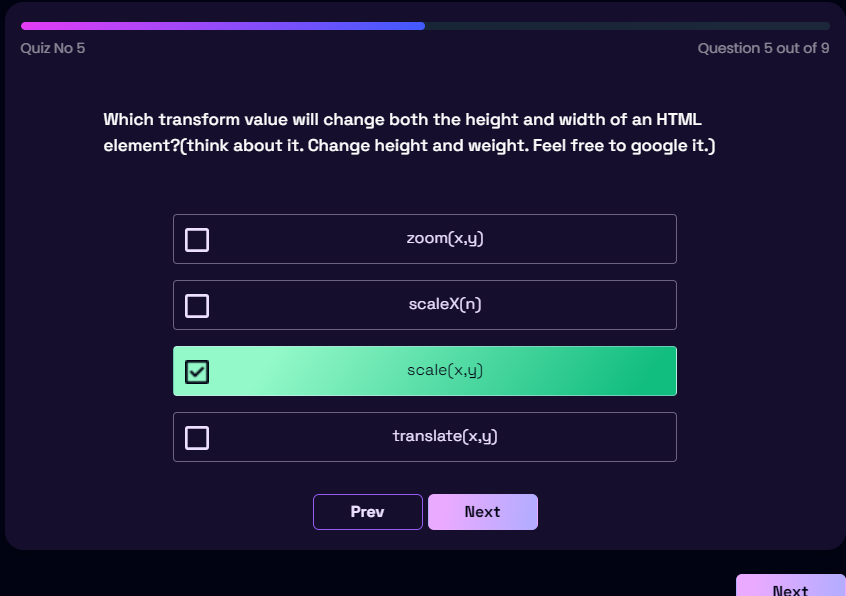 Quiz No 5
Question 5 out of 9
Which transform value will change both the height and width of an HTML
element?(think about it. Change height and weight. Feel free to google it.)
zoom(x,y)
scaleX(n)
scale(x,y)
translate(x,y)
Prev
Next
Next